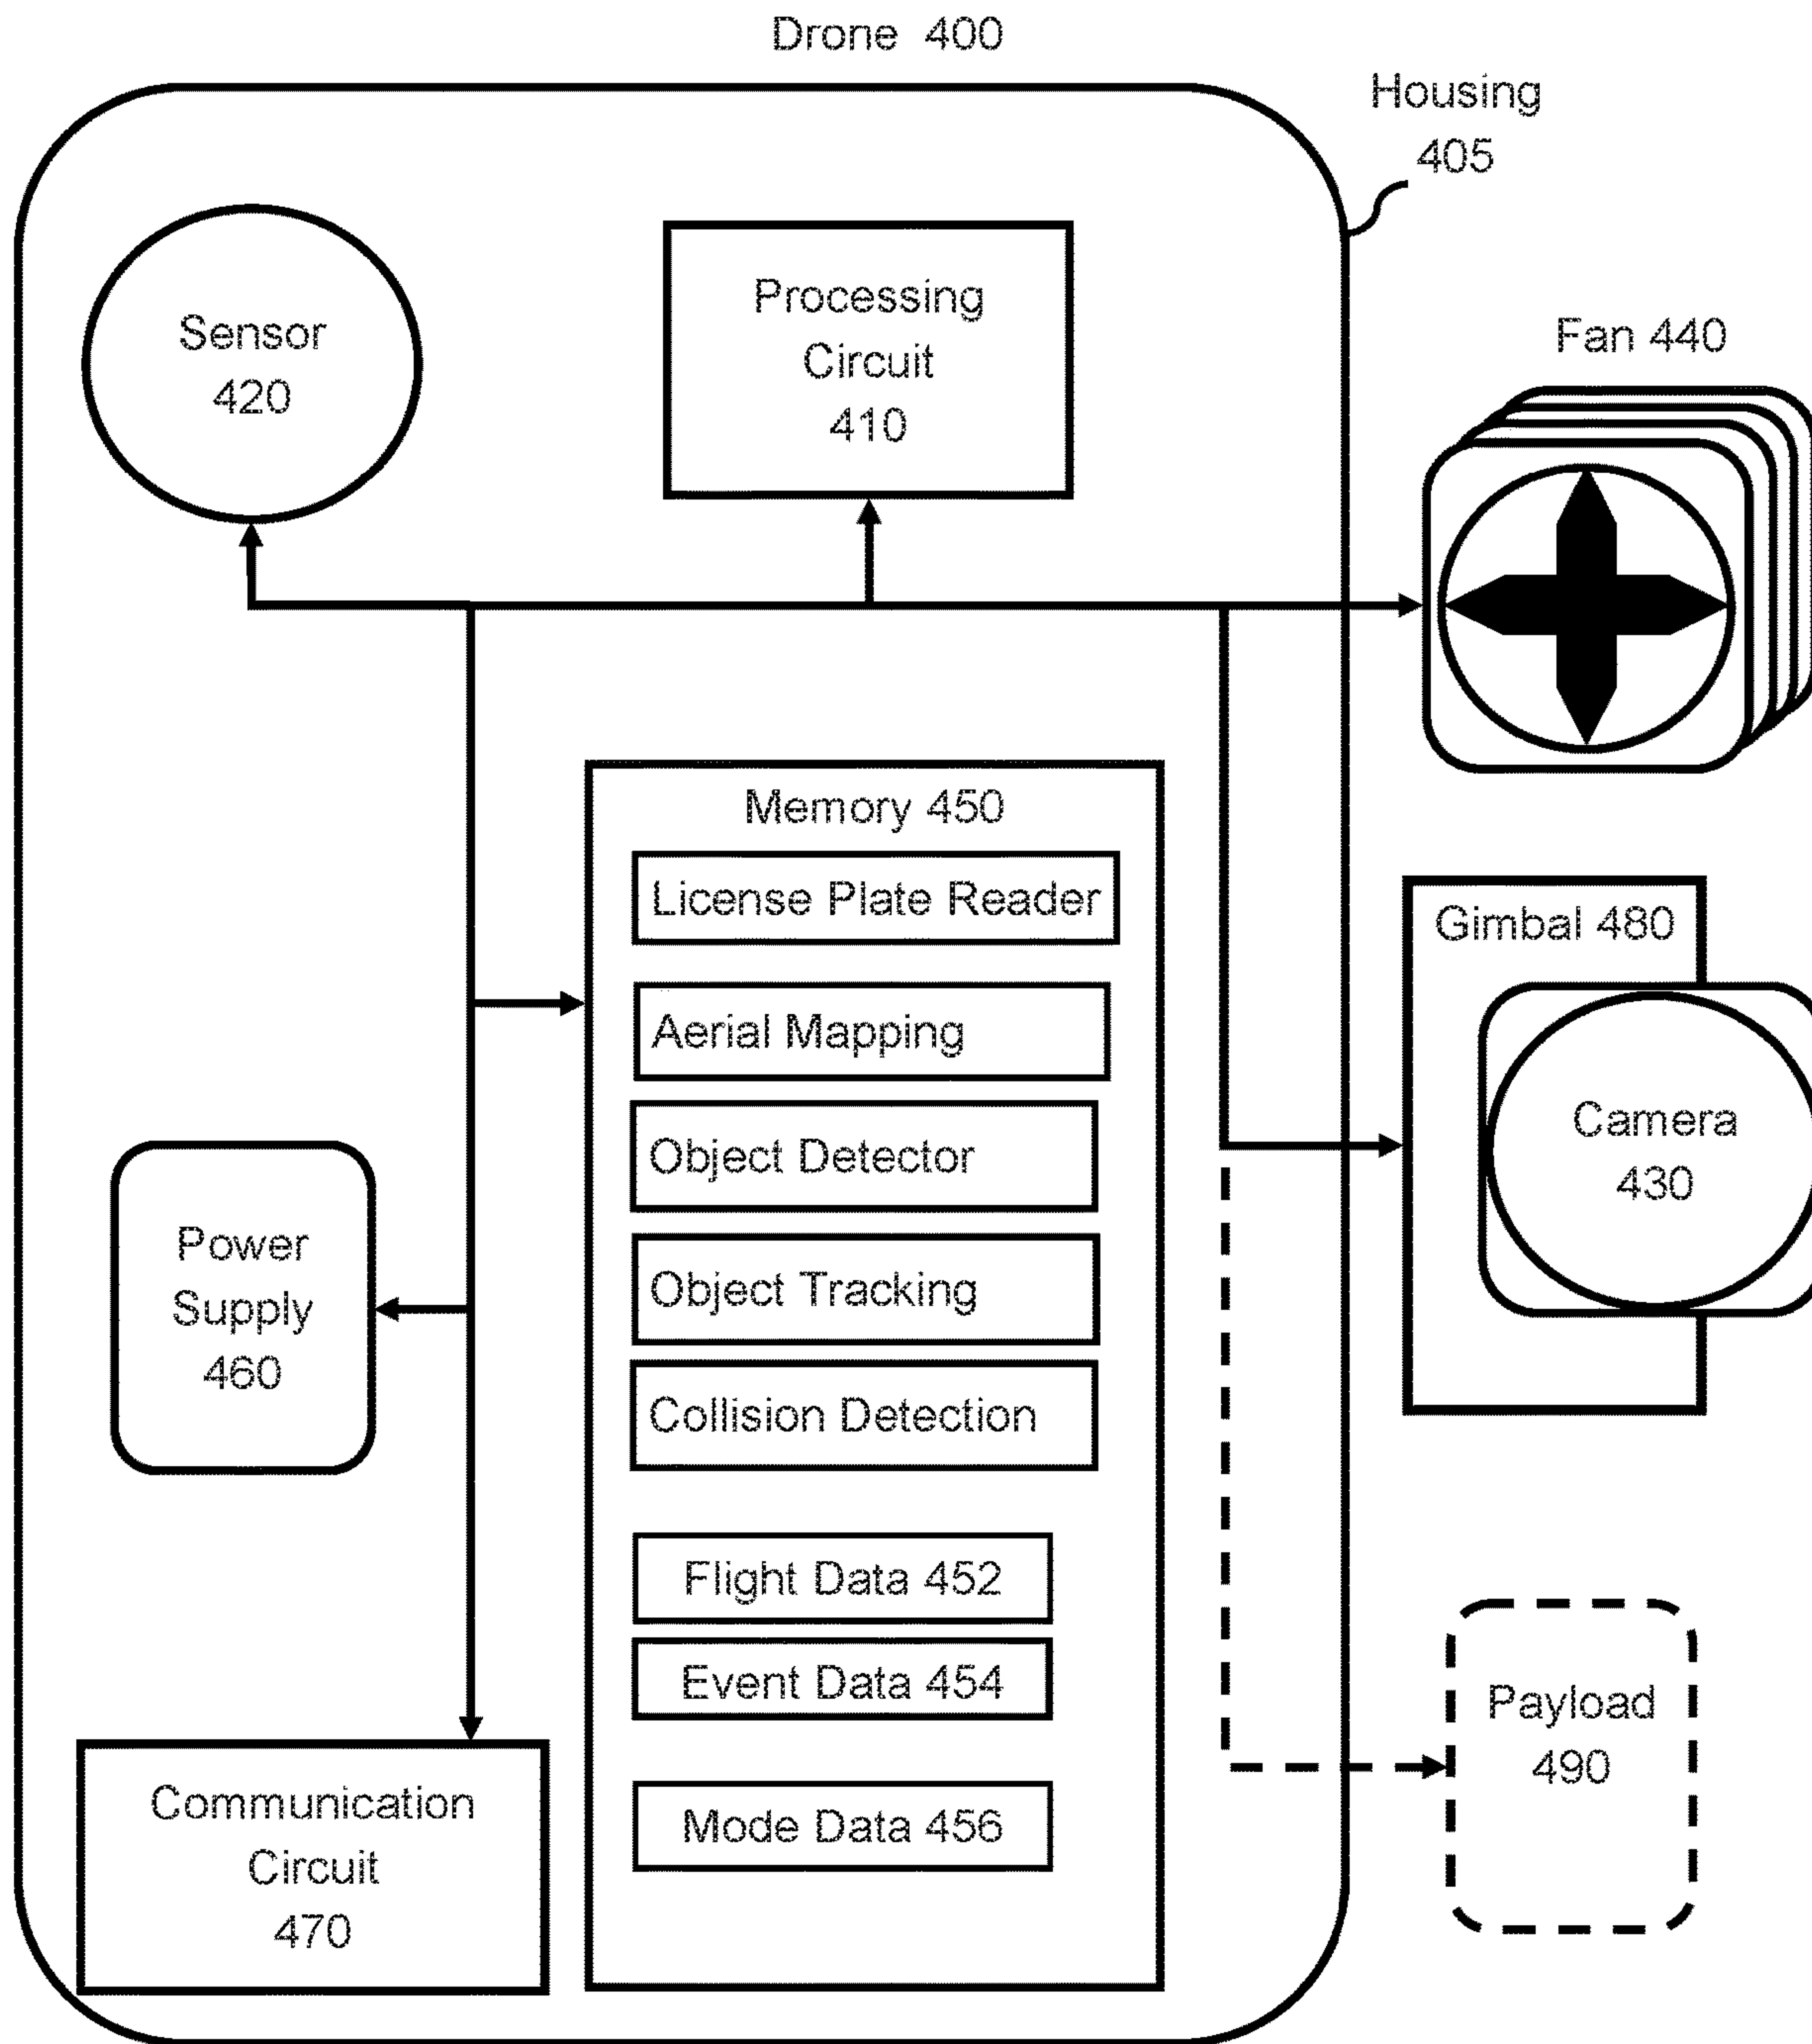 Drone 400
Housing
405
Sensor
420
Processing
Circuit
410
Fan 440
Memory 450
License Plate Reader
Aerial Mapping
Object Detector
Object Tracking
Collision Detection
Flight Data 452
Event Data 454
Mode Data 456
Gimbal 480
Camera
430
Power
Supply
460
Payload
490
Communication
Circuit
470